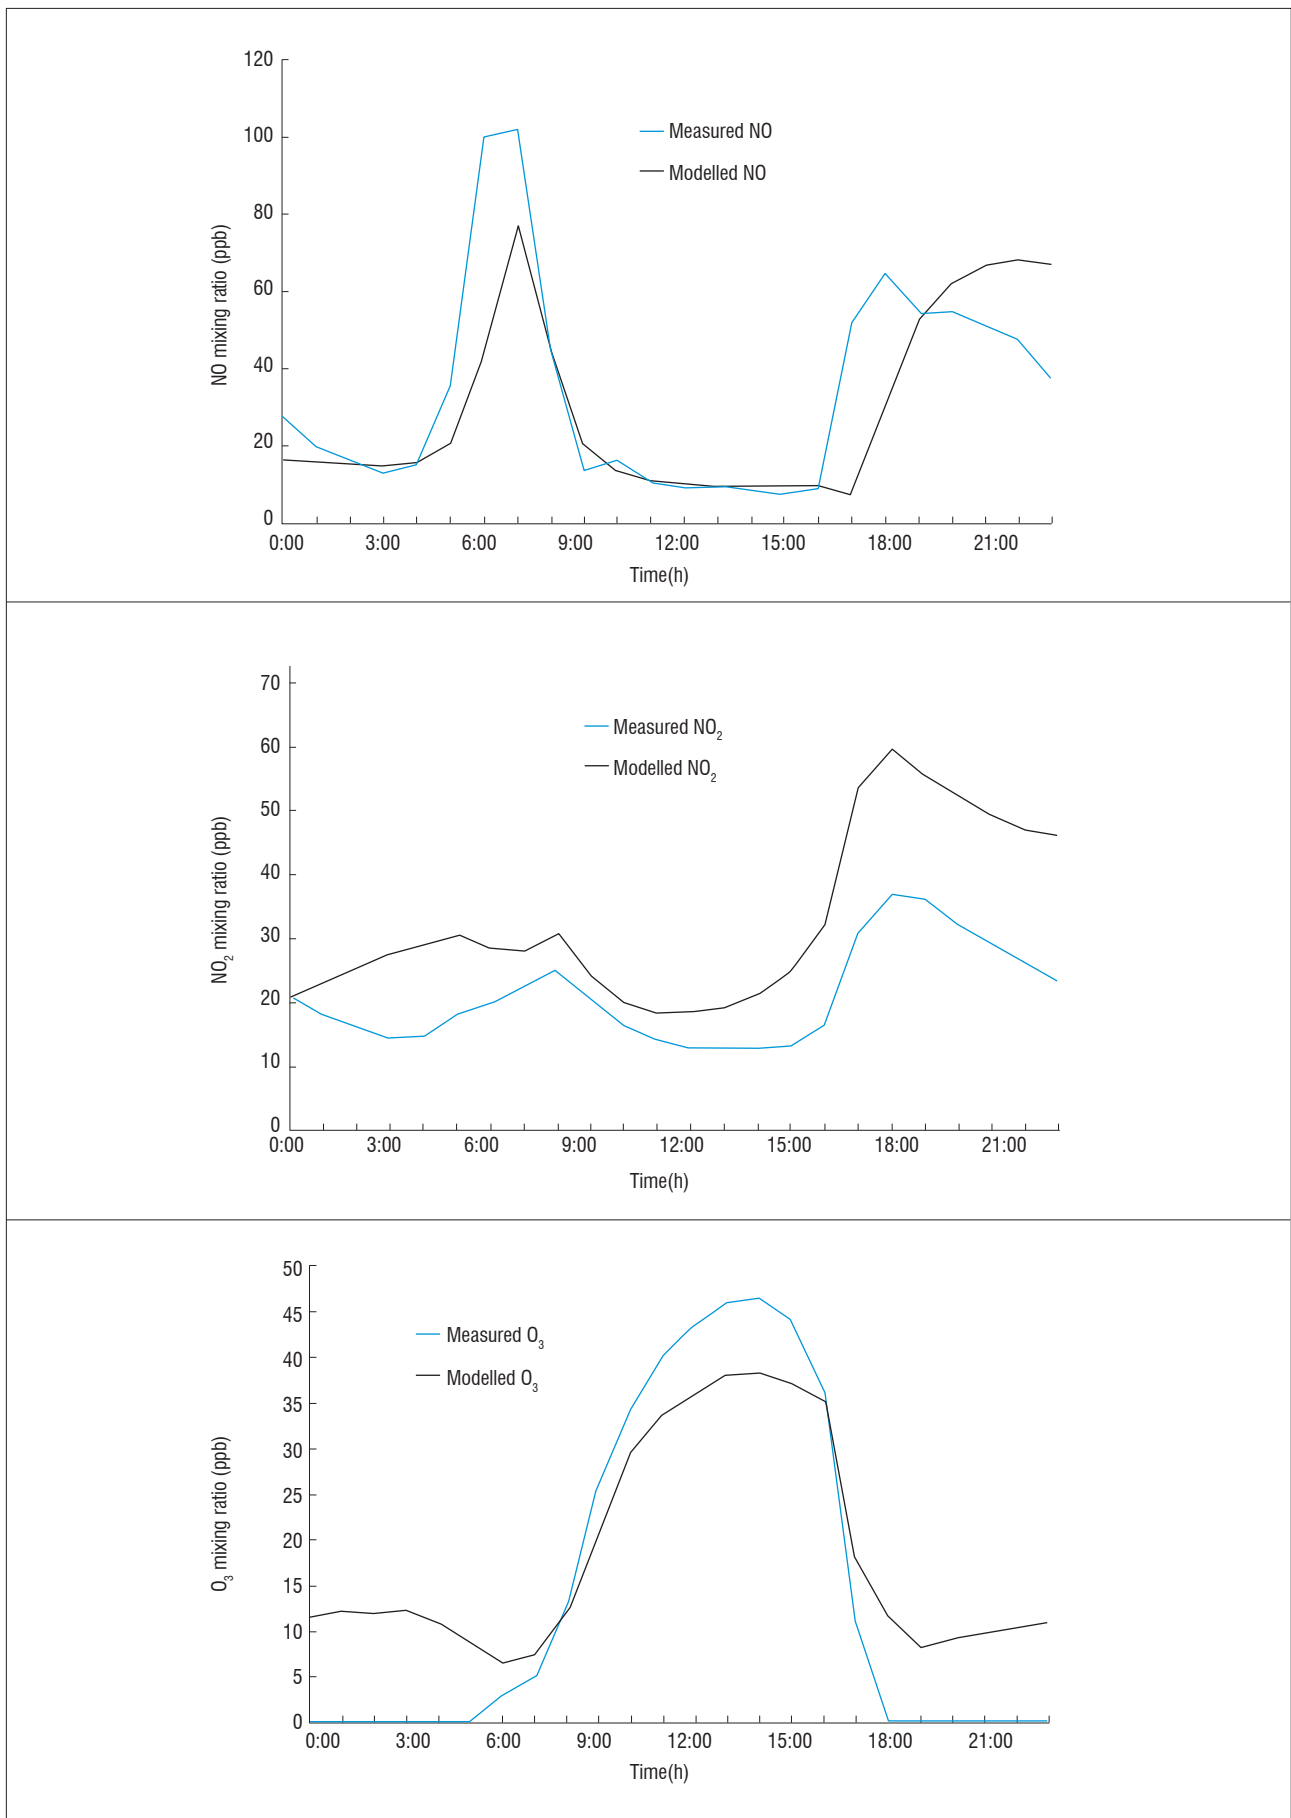 120
100
80
60
40
20
0
NO mixing ratio (ppb)
Measured NO
Modelled NO
0:00 3:00 6:00 9:00 12:00 15:00 18:00 21:00
Time(h)
70
60
50
40
30
20
10
0
NO₂ mixing ratio (ppb)
Measured NO₂
Modelled NO₂
0:00 3:00 6:00 9:00 12:00 15:00 18:00 21:00
Time(h)
50
45
40
35
30
25
20
15
10
5
0
O₃ mixing ratio (ppb)
Measured O₃
Modelled O₃
0:00 3:00 6:00 9:00 12:00 15:00 18:00 21:00
Time(h)